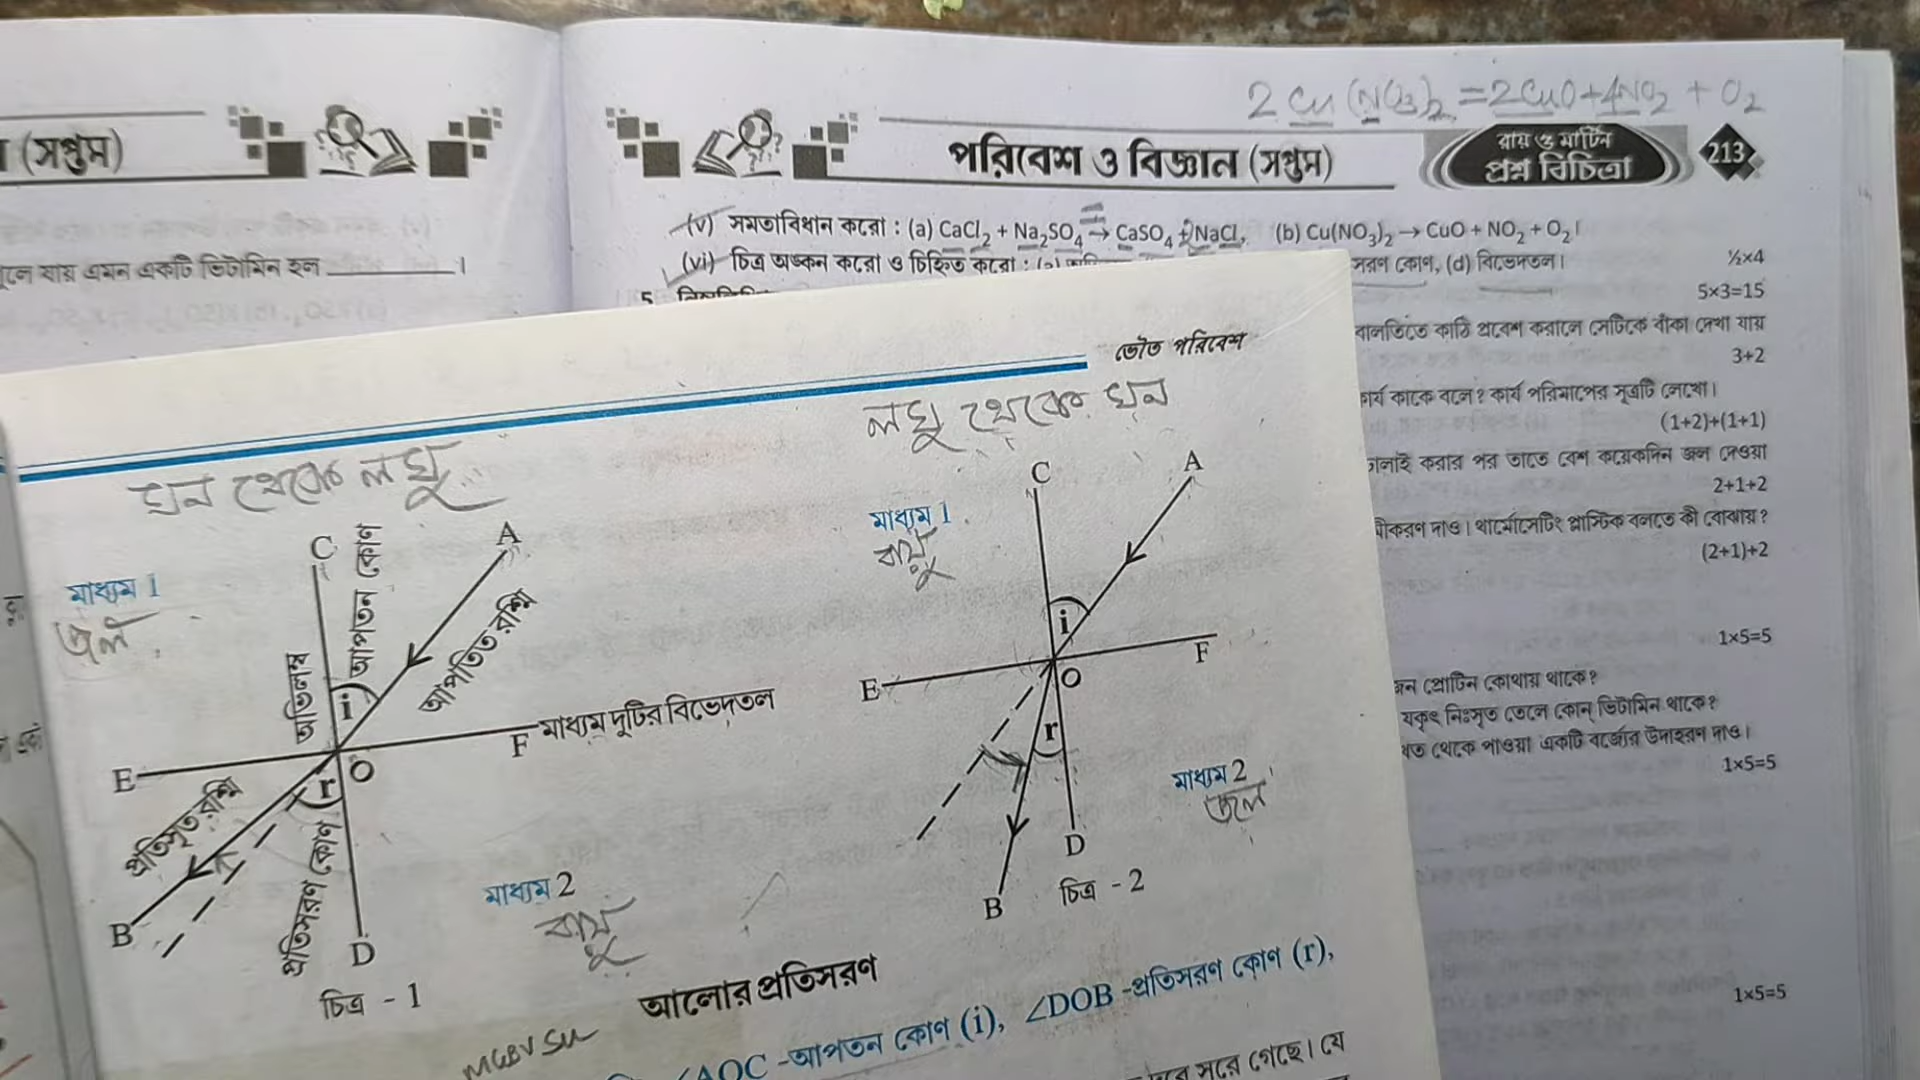 (সপ্তম)
2 Cu (NO3)2 = 2CuO + 4NO2 + O2
পরিবেশ ও বিজ্ঞান (সপ্তম)
রায় ও মার্টিন
প্রশ্ন বিচিত্রা
213
যায় এমন একটি ভিটামিন হল ____________।
(v) সমতাবিধান করো : (a) CaCl2 + Na2SO4 → CaSO4 + 2NaCl, (b) Cu(NO3)2 → CuO + NO2 + O2।
(vi) চিত্র অঙ্কন করো ও চিহ্নিত করো : (a) কোণ, (d) বিভেদতল।
½×4
5
5×3=15
বালতিতে কাঠি প্রবেশ করালে সেটিকে বাঁকা দেখা যায়
3+2
কাকে বলে? কার্য পরিমাপের সূত্রটি লেখো।
(1+2)+(1+1)
করার পর তাতে বেশ কয়েকদিন জল দেওয়া
2+1+2
দাও। থার্মোসেটিং প্লাস্টিক বলতে কী বোঝায়?
(2+1)+2
1×5=5
প্রোটিন কোথায় থাকে?
যকৃৎ নিঃসৃত তেলে কোন্ ভিটামিন থাকে?
থেকে পাওয়া একটি বর্জ্যের উদাহরণ দাও।
1×5=5
1×5=5
ভৌত পরিবেশ
ঘন থেকে লঘু
মাধ্যম 1
জল
C
A
অভিলম্ব
আপতন কোণ
আপতিত রশ্মি
i
E
O
F
মাধ্যম দুটির বিভেদতল
r
প্রতিসৃত রশ্মি
প্রতিসরণ কোণ
B
D
মাধ্যম 2
বায়ু
চিত্র - 1
লঘু থেকে ঘন
মাধ্যম 1
বায়ু
C
A
i
E
O
F
r
মাধ্যম 2
জল
D
B
চিত্র - 2
আলোর প্রতিসরণ
∠AOC -আপতন কোণ (i), ∠DOB -প্রতিসরণ কোণ (r),
সরে গেছে। যে